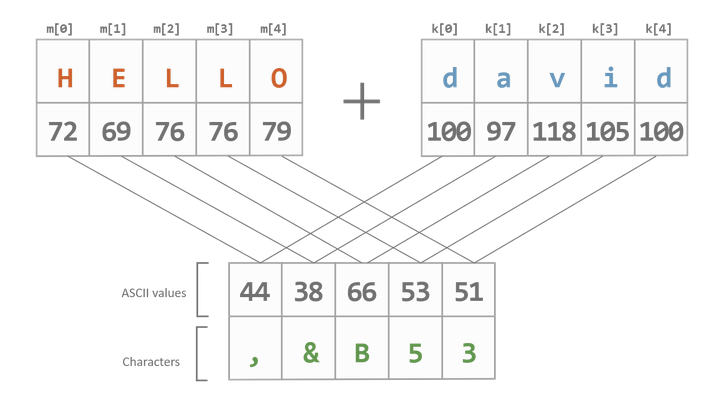 m[0] m[1] m[2] m[3] m[4] k[0] k[1] k[2] k[3] k[4]
H E L L O + d a v i d
72 69 76 76 79 100 97 118 105 100
ASCII values 44 38 66 53 51
Characters , & B 5 3